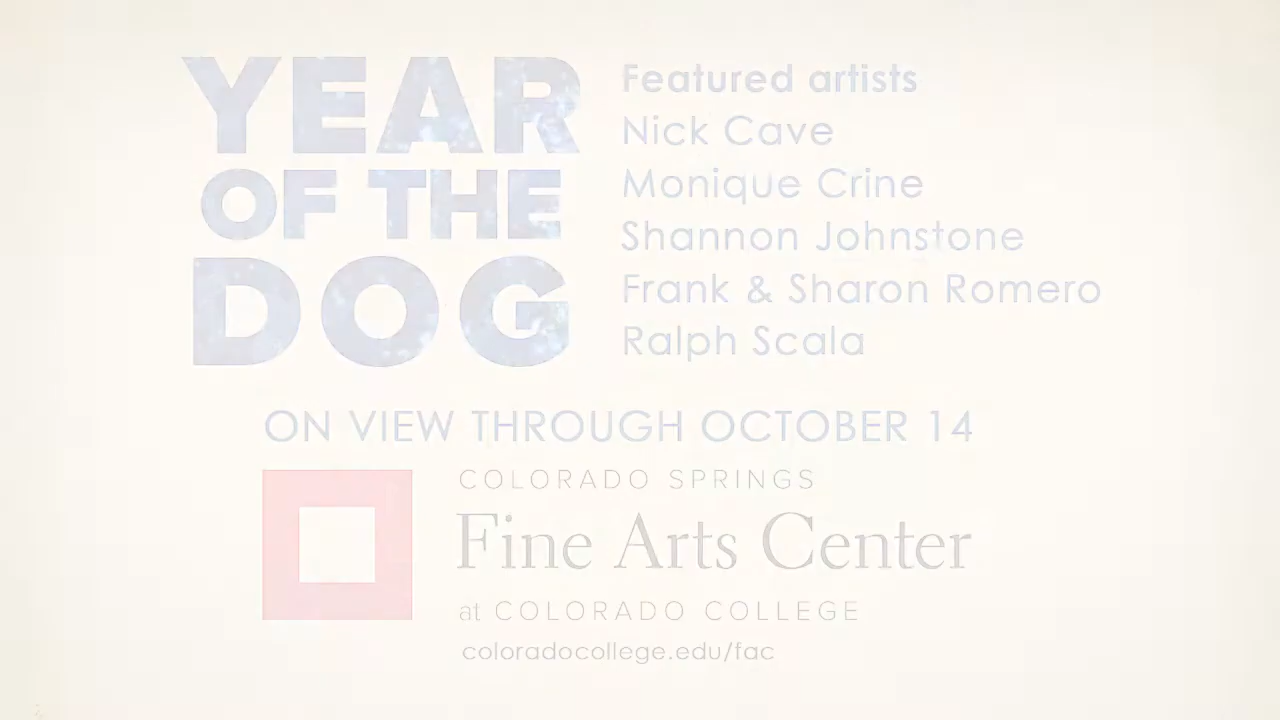 YEAR
OF THE
DOG
Featured artists
Nick Cave
Monique Crine
Shannon Johnstone
Frank & Sharon Romero
Ralph Scala
ON VIEW THROUGH OCTOBER 14
COLORADO SPRINGS
Fine Arts Center
at COLORADO COLLEGE
coloradocollege.edu/fac